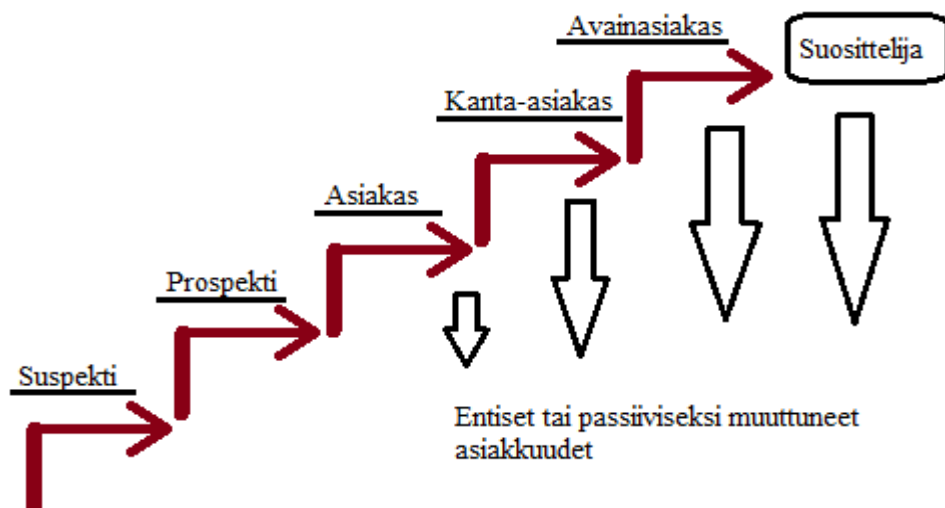 Avainasiakas
Suosittelija
Kanta-asiakas
Asiakas
Prospekti
Suspekti
Entiset tai passiiviseksi muuttuneet
asiakkuudet